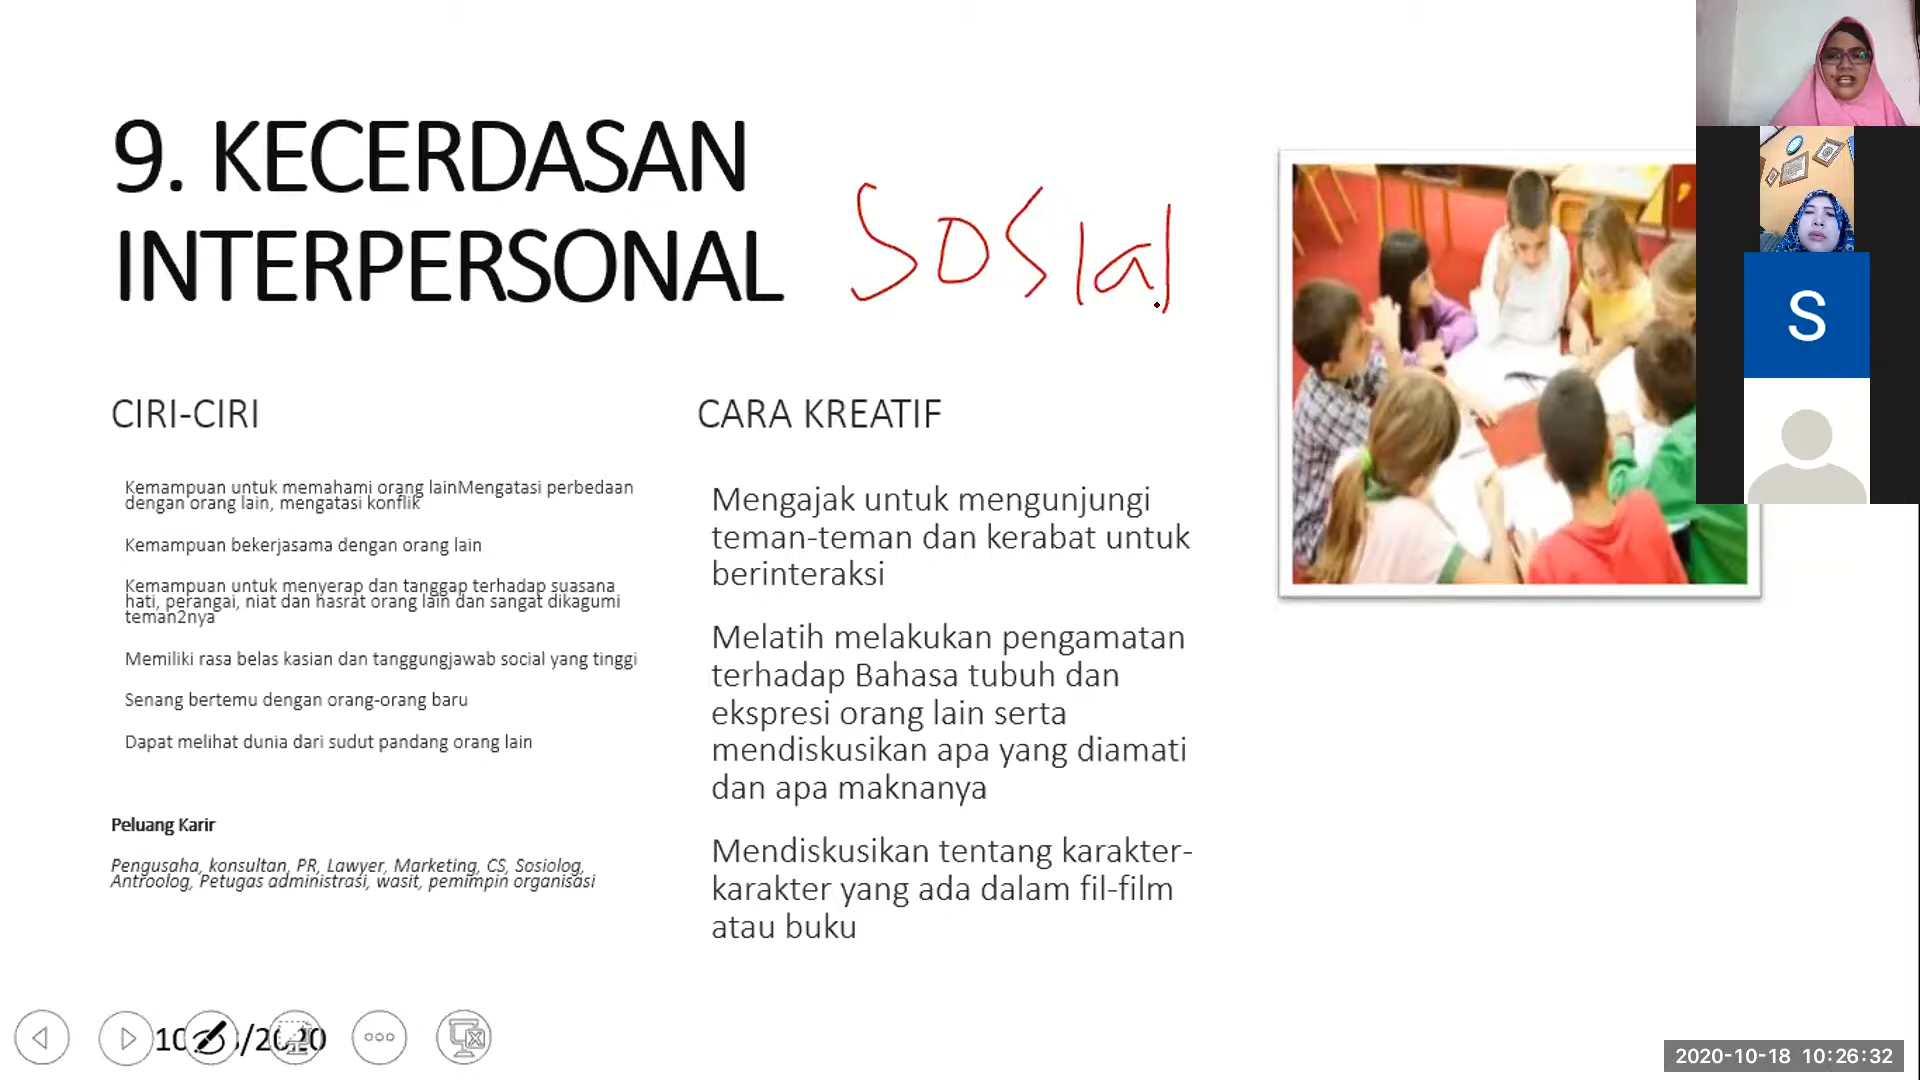 9. KECERDASAN
INTERPERSONAL
SOSIal
CIRI-CIRI
Kemampuan untuk memahami orang lainMengatasi perbedaan
dengan orang lain, mengatasi konflik
Kemampuan bekerjasama dengan orang lain
Kemampuan untuk menyerap dan tanggap terhadap suasana
hati, perangai, niat dan hasrat orang lain dan sangat dikagumi
teman2nya
Memiliki rasa belas kasian dan tanggungjawab social yang tinggi
Senang bertemu dengan orang-orang baru
Dapat melihat dunia dari sudut pandang orang lain
Peluang Karir
Pengusaha, konsultan, PR, Lawyer, Marketing, CS, Sosiolog,
Antroolog, Petugas administrasi, wasit, pemimpin organisasi
CARA KREATIF
Mengajak untuk mengunjungi
teman-teman dan kerabat untuk
berinteraksi
Melatih melakukan pengamatan
terhadap Bahasa tubuh dan
ekspresi orang lain serta
mendiskusikan apa yang diamati
dan apa maknanya
Mendiskusikan tentang karakter-
karakter yang ada dalam fil-film
atau buku
S
2020-10-18 10:26:32